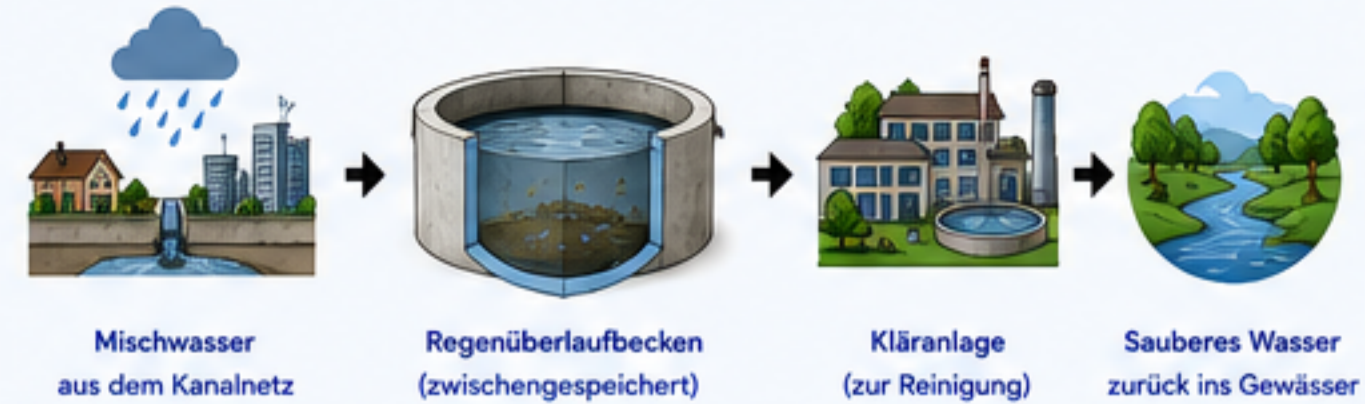 Mischwasser
aus dem Kanalnetz
Regenüberlaufbecken
(zwischengespeichert)
Kläranlage
(zur Reinigung)
Sauberes Wasser
zurück ins Gewässer